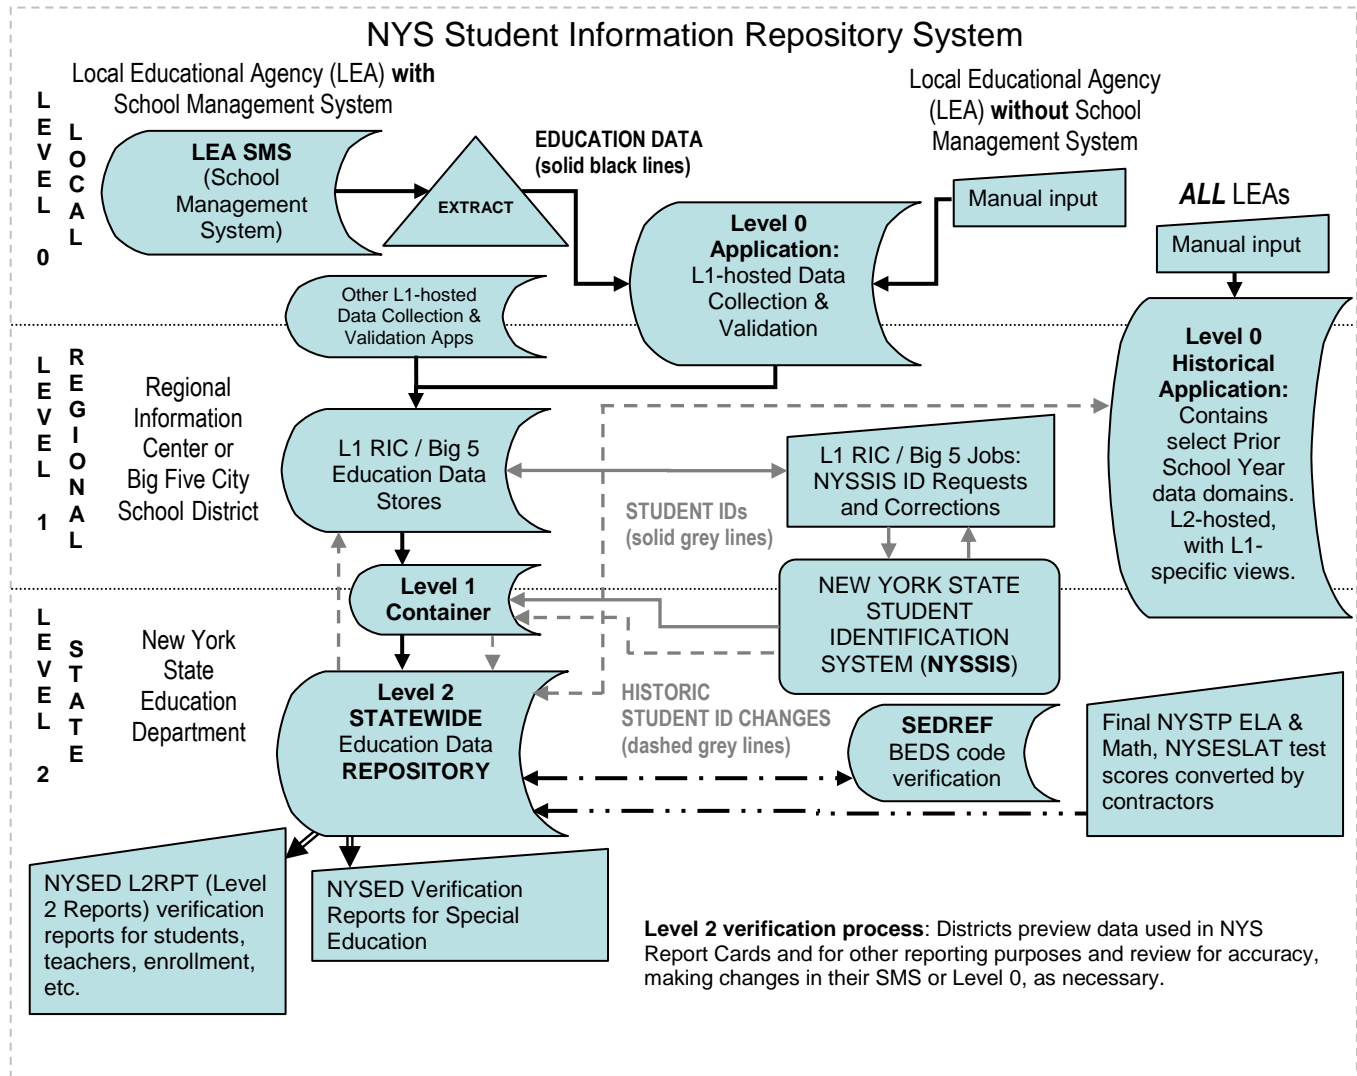 NYS Student Information Repository System
Local Educational Agency (LEA) with
School Management System
Local Educational Agency
(LEA) without School
Management System
LEVEL 0
LOCAL
LEA SMS
(School
Management
System)
EXTRACT
EDUCATION DATA
(solid black lines)
Level 0
Application:
L1-hosted Data
Collection &
Validation
Manual input
ALL LEAs
Manual input
Other L1-hosted
Data Collection &
Validation Apps
LEVEL 1
REGIONAL
Regional
Information
Center or
Big Five City
School District
L1 RIC / Big 5
Education Data
Stores
STUDENT IDs
(solid grey lines)
L1 RIC / Big 5 Jobs:
NYSSIS ID Requests
and Corrections
Level 0
Historical
Application:
Contains
select Prior
School Year
data domains.
L2-hosted,
with L1-
specific views.
Level 1
Container
NEW YORK STATE
STUDENT
IDENTIFICATION
SYSTEM (NYSSIS)
LEVEL 2
STATE
New York
State
Education
Department
Level 2
STATEWIDE
Education Data
REPOSITORY
HISTORIC
STUDENT ID CHANGES
(dashed grey lines)
SEDREF
BEDS code
verification
Final NYSTP ELA &
Math, NYSESLAT test
scores converted by
contractors
NYSED L2RPT (Level
2 Reports) verification
reports for students,
teachers, enrollment,
etc.
NYSED Verification
Reports for Special
Education
Level 2 verification process: Districts preview data used in NYS
Report Cards and for other reporting purposes and review for accuracy,
making changes in their SMS or Level 0, as necessary.